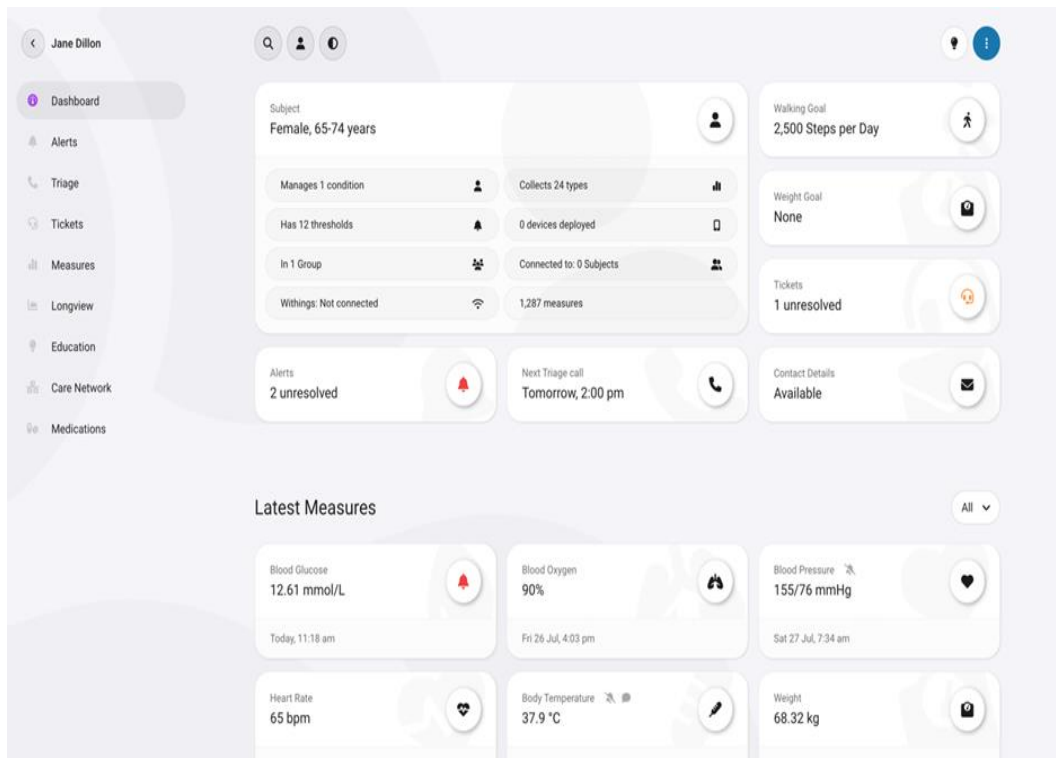 Jane Dillon
Dashboard
Alerts
Triage
Tickets
Measures
Longview
Education
Care Network
Medications
Subject
Female, 65-74 years
Manages 1 condition
Collects 24 types
Has 12 thresholds
0 devices deployed
In 1 Group
Connected to: 0 Subjects
Withings: Not connected
1,287 measures
Walking Goal
2,500 Steps per Day
Weight Goal
None
Tickets
1 unresolved
Alerts
2 unresolved
Next Triage call
Tomorrow, 2:00 pm
Contact Details
Available
Latest Measures
All
Blood Glucose
12.61 mmol/L
Today, 11:18 am
Blood Oxygen
90%
Fri 26 Jul, 4:03 pm
Blood Pressure
155/76 mmHg
Sat 27 Jul, 7:34 am
Heart Rate
65 bpm
Body Temperature
37.9 °C
Weight
68.32 kg